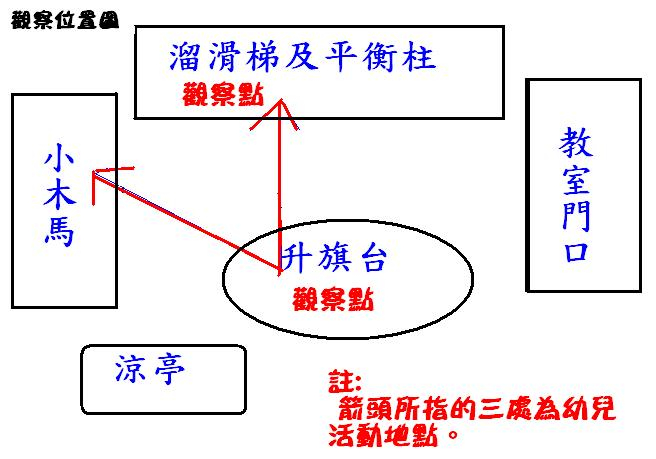 觀察位置圖
溜滑梯及平衡柱
觀察點
小木馬
教室門口
升旗台
觀察點
涼亭
註:
箭頭所指的三處為幼兒
活動地點。